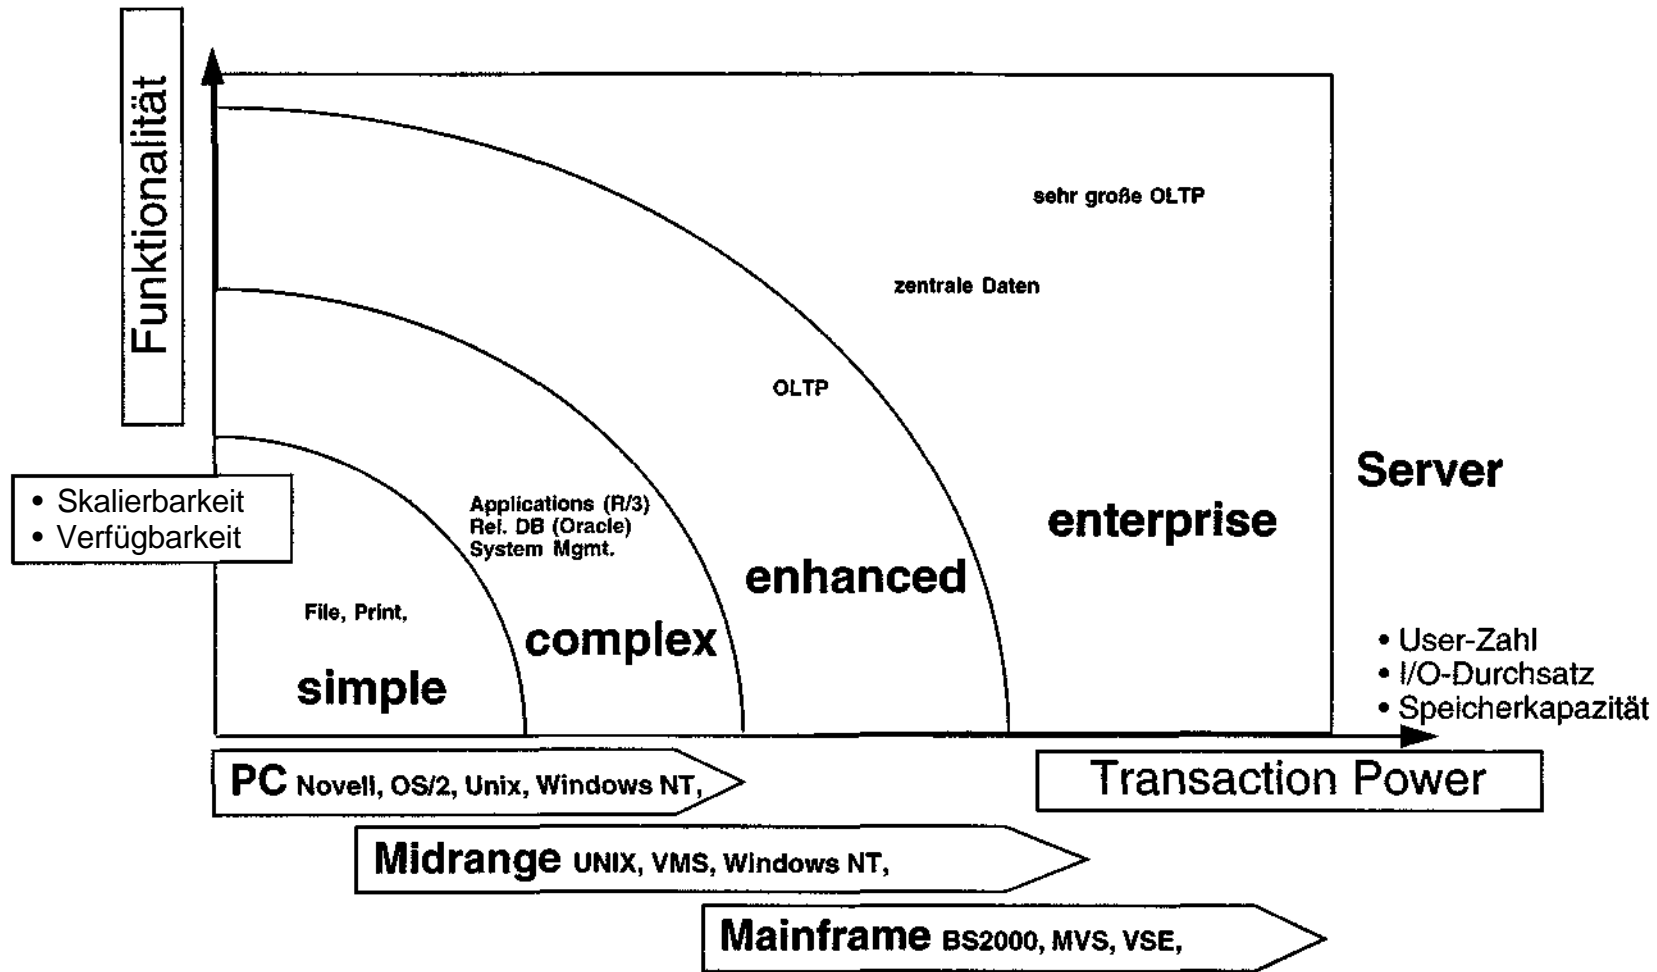 Funktionalität
sehr große OLTP
zentrale Daten
OLTP
Server
• Skalierbarkeit
• Verfügbarkeit
Applications (R/3)
Rel. DB (Oracle)
System Mgmt.
enterprise
enhanced
File, Print,
complex
simple
• User-Zahl
• I/O-Durchsatz
• Speicherkapazität
PC Novell, OS/2, Unix, Windows NT,
Transaction Power
Midrange UNIX, VMS, Windows NT,
Mainframe BS2000, MVS, VSE,